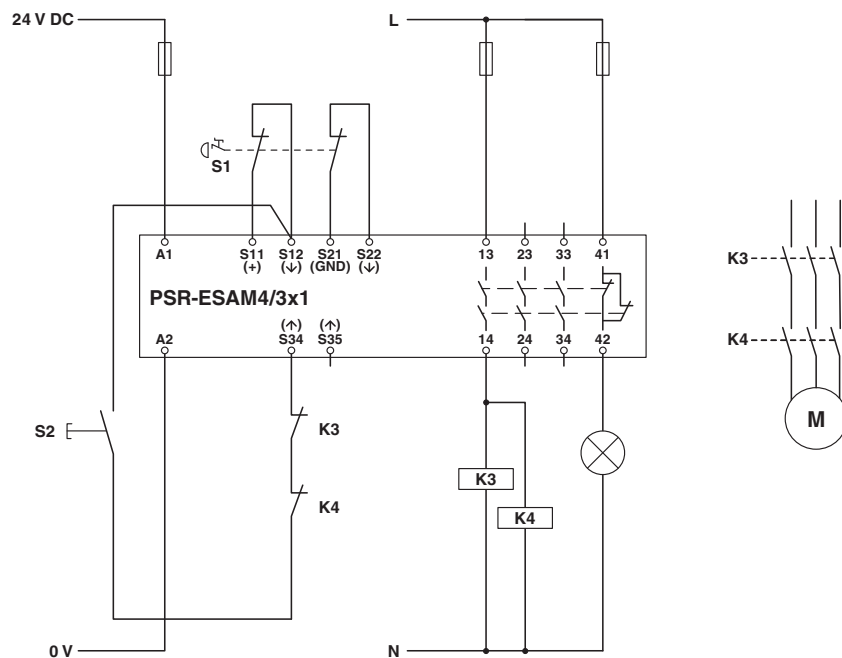 24 V DC
L
S1
A1
S11
(+)
S12
(↓)
S21
(GND)
S22
(↓)
13
23
33
41
PSR-ESAM4/3x1
A2
(↑)
S34
(↑)
S35
14
24
34
42
K3
K4
M
S2
K3
K4
K3
K4
0 V
N